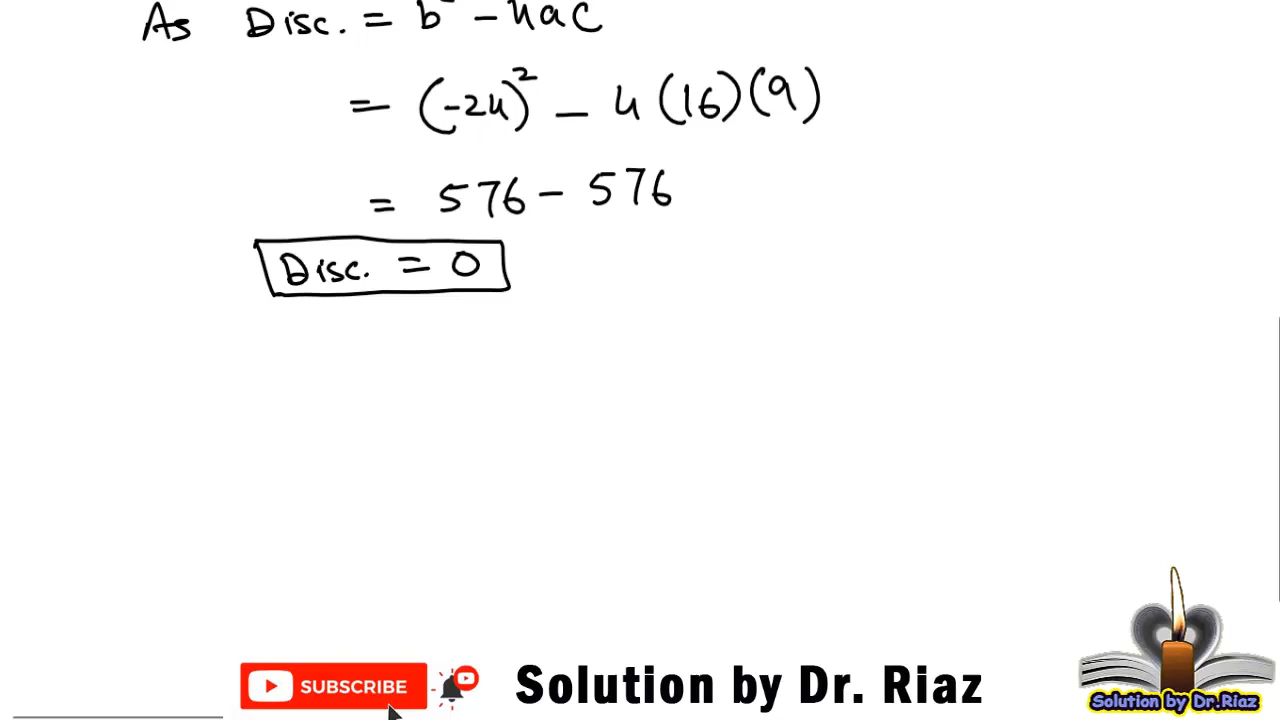 As Disc. = b² - 4ac
= (-24)² - 4(16)(9)
= 576 - 576
Disc. = 0
SUBSCRIBE
Solution by Dr. Riaz
Solution by Dr.Riaz